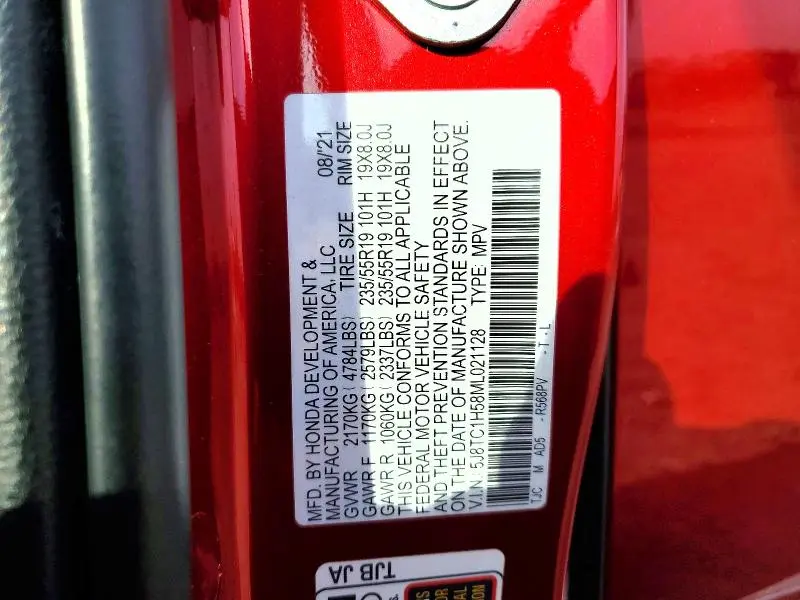 MFD. BY HONDA DEVELOPMENT &
MANUFACTURING OF AMERICA, LLC 08/'21
GVWR 2170KG ( 4784LBS) TIRE SIZE RIM SIZE
GAWR F 1170KG ( 2579LBS) 235/55R19 101H 19X8.0J
GAWR R 1060KG ( 2337LBS) 235/55R19 101H 19X8.0J
THIS VEHICLE CONFORMS TO ALL APPLICABLE
FEDERAL MOTOR VEHICLE SAFETY
AND THEFT PREVENTION STANDARDS IN EFFECT
ON THE DATE OF MANUFACTURE SHOWN ABOVE.
V.I.N.: 5J8TC1H58ML021128 TYPE: MPV
TJC M AD5 - R568PV - T - L
TJB JA